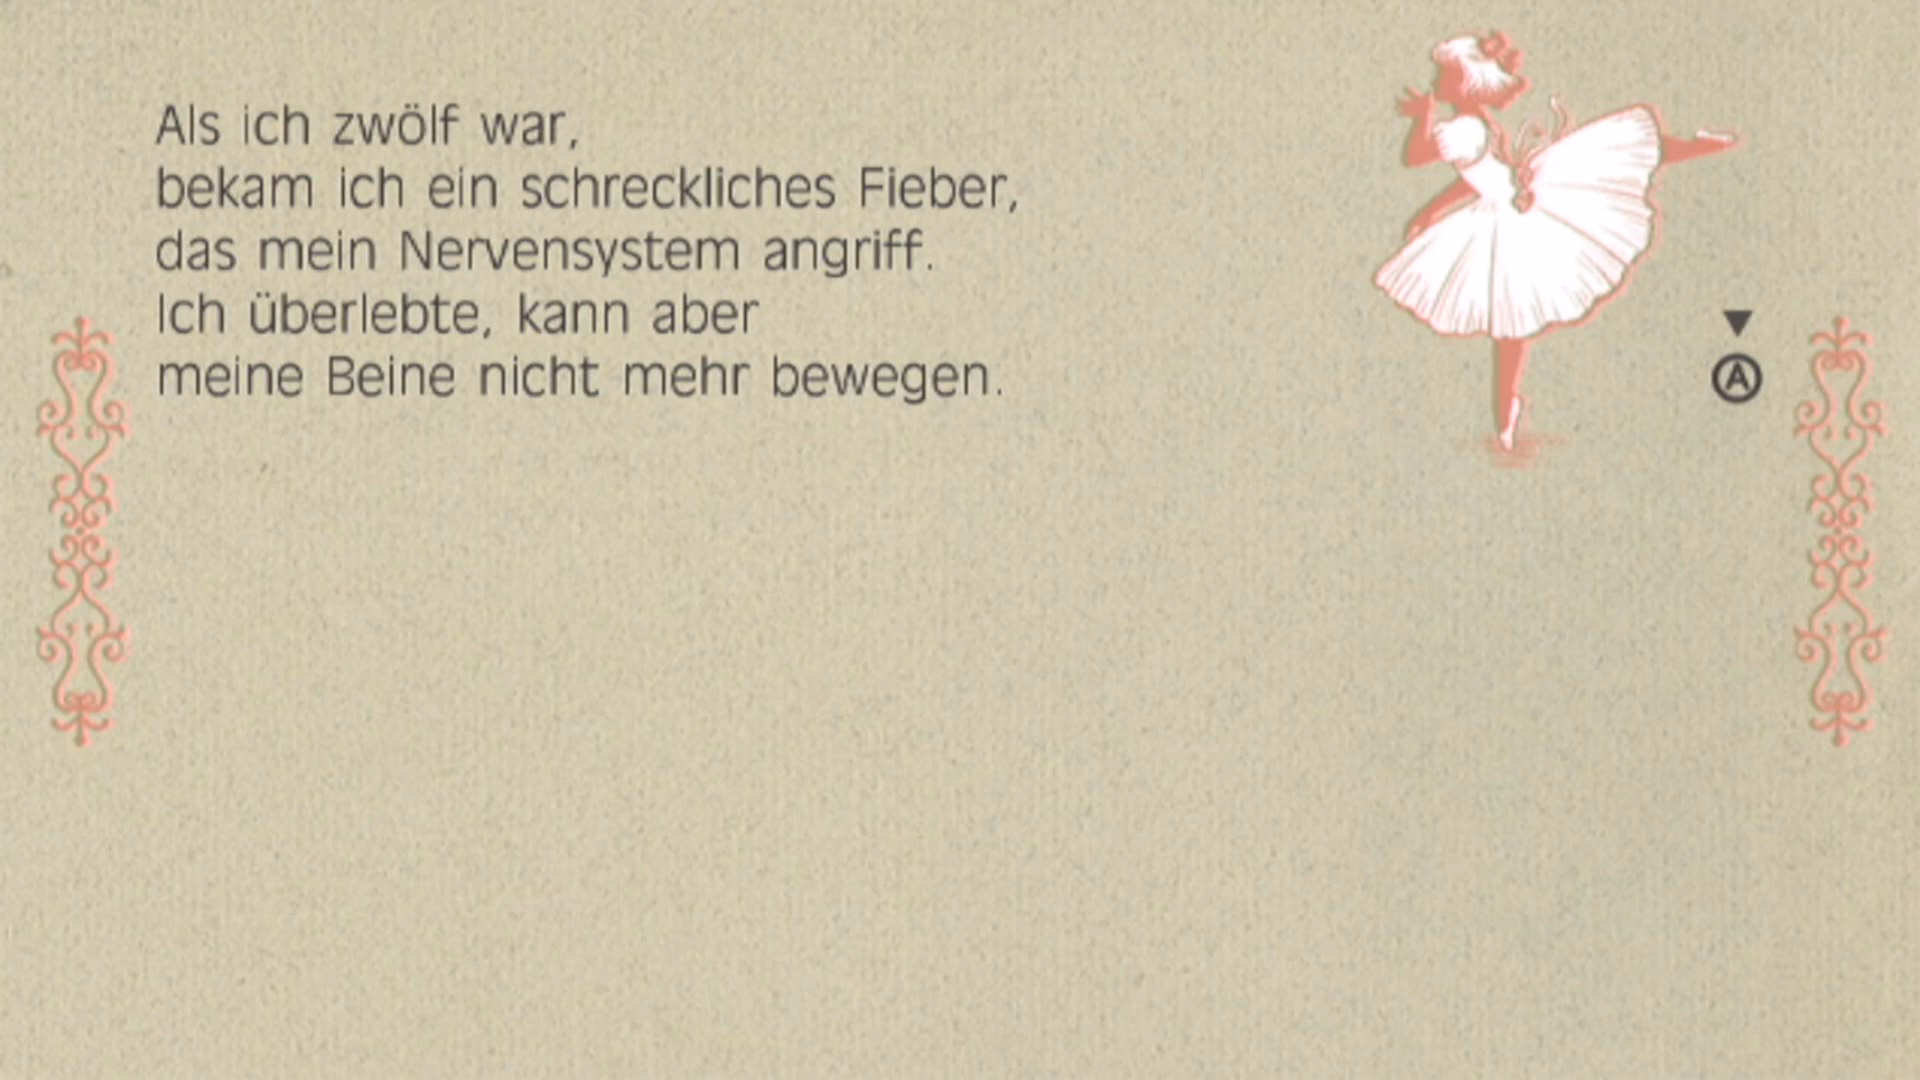 Als ich zwölf war,
bekam ich ein schreckliches Fieber,
das mein Nervensystem angriff.
Ich überlebte, kann aber
meine Beine nicht mehr bewegen.
A